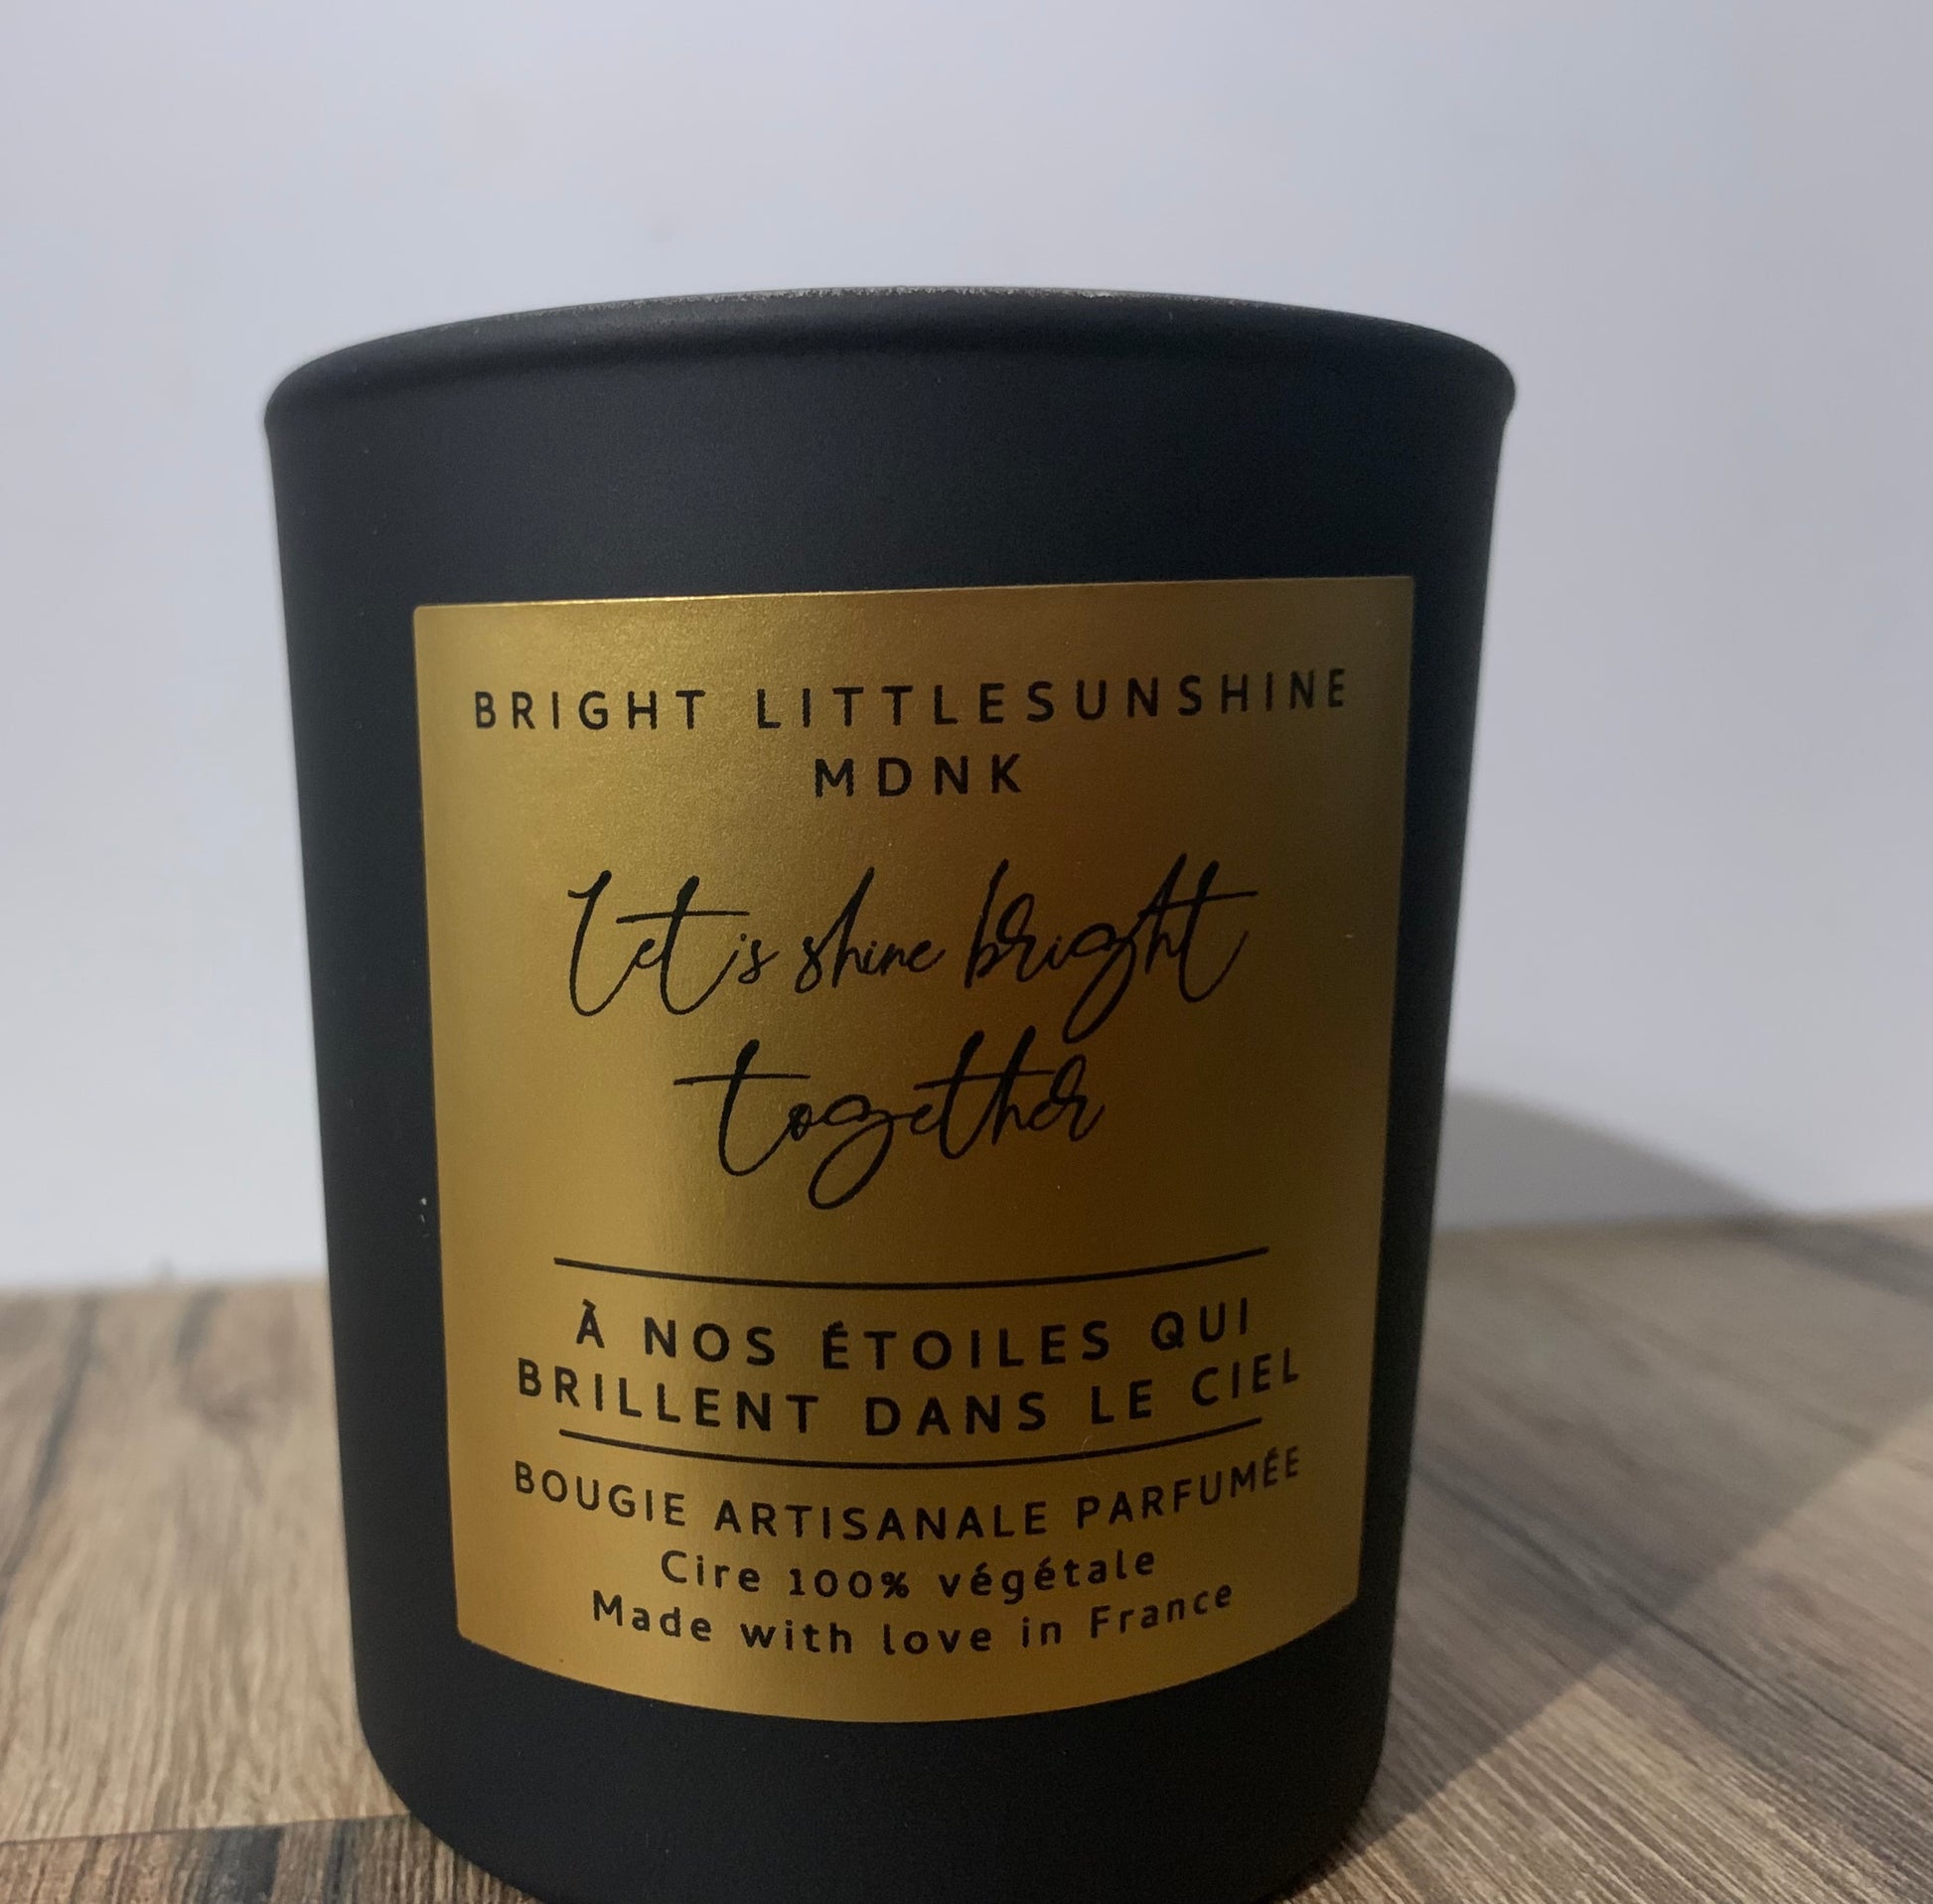 BRIGHT LITTLESUNSHINE
MDNK
Let's shine bright
together
À NOS ÉTOILES QUI
BRILLENT DANS LE CIEL
BOUGIE ARTISANALE PARFUMÉE
Cire 100% végétale
Made with love in France